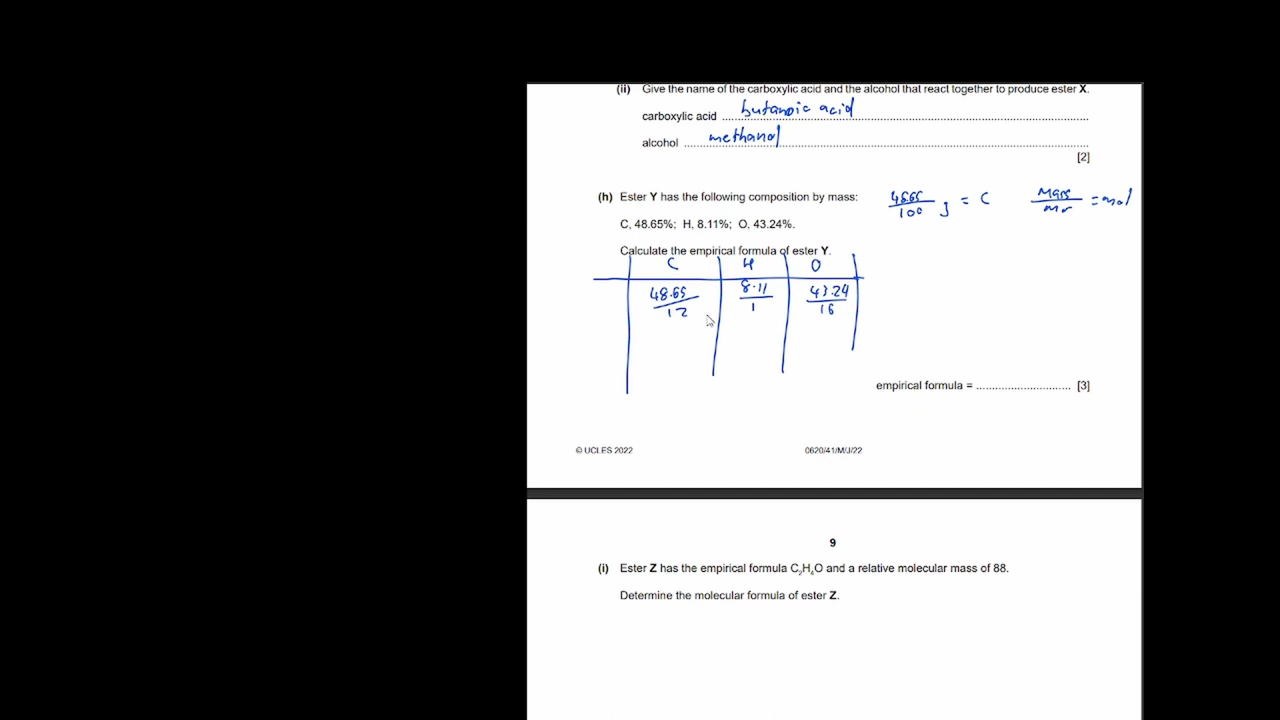 (ii) Give the name of the carboxylic acid and the alcohol that react together to produce ester X.
carboxylic acid butanoic acid
alcohol methanol
[2]
(h) Ester Y has the following composition by mass: 48.65/100 g = C Mass/Mr = mol
C, 48.65%; H, 8.11%; O, 43.24%.
Calculate the empirical formula of ester Y.
C H O
48.65/12 8.11/1 43.24/16
empirical formula = .............................. [3]
© UCLES 2022 0620/41/M/J/22
9
(i) Ester Z has the empirical formula C₂H₄O and a relative molecular mass of 88.
Determine the molecular formula of ester Z.